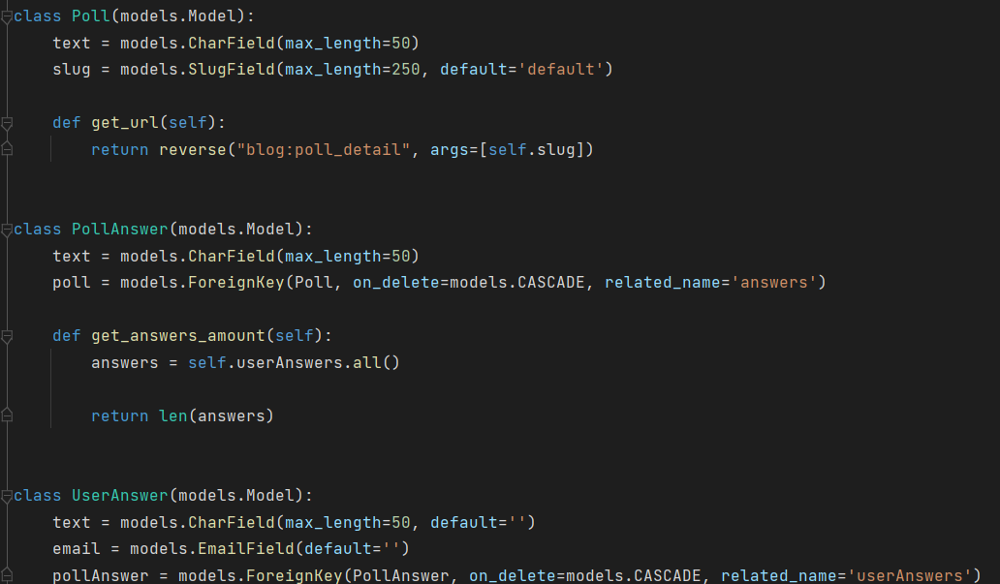 class Poll(models.Model):
    text = models.CharField(max_length=50)
    slug = models.SlugField(max_length=250, default='default')
    def get_url(self):
        return reverse("blog:poll_detail", args=[self.slug])
class PollAnswer(models.Model):
    text = models.CharField(max_length=50)
    poll = models.ForeignKey(Poll, on_delete=models.CASCADE, related_name='answers')
    def get_answers_amount(self):
        answers = self.userAnswers.all()
        return len(answers)
class UserAnswer(models.Model):
    text = models.CharField(max_length=50, default='')
    email = models.EmailField(default='')
    pollAnswer = models.ForeignKey(PollAnswer, on_delete=models.CASCADE, related_name='userAnswers')